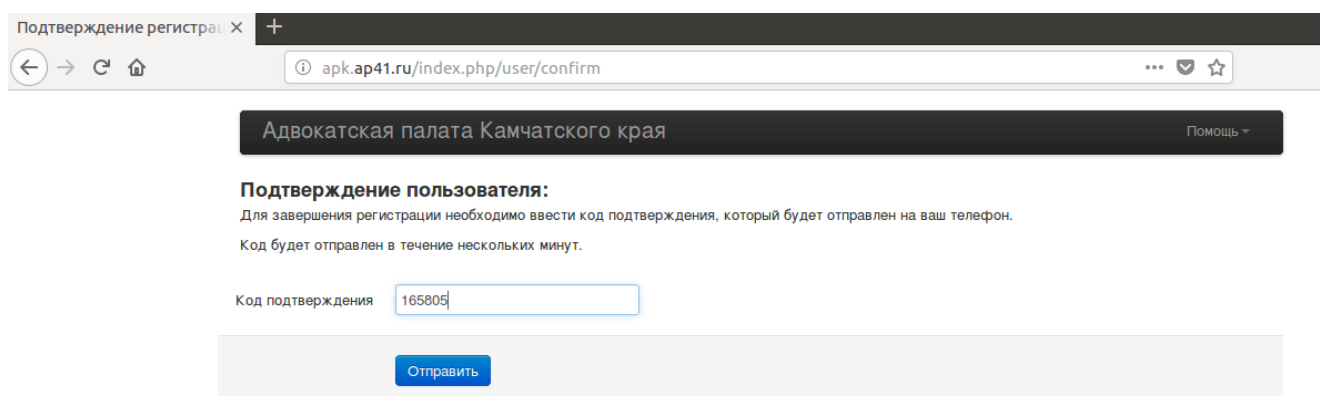 Подтверждение регистрац
apk.ap41.ru/index.php/user/confirm
Адвокатская палата Камчатского края
Помощь
Подтверждение пользователя:
Для завершения регистрации необходимо ввести код подтверждения, который будет отправлен на ваш телефон.
Код будет отправлен в течение нескольких минут.
Код подтверждения 165805
Отправить